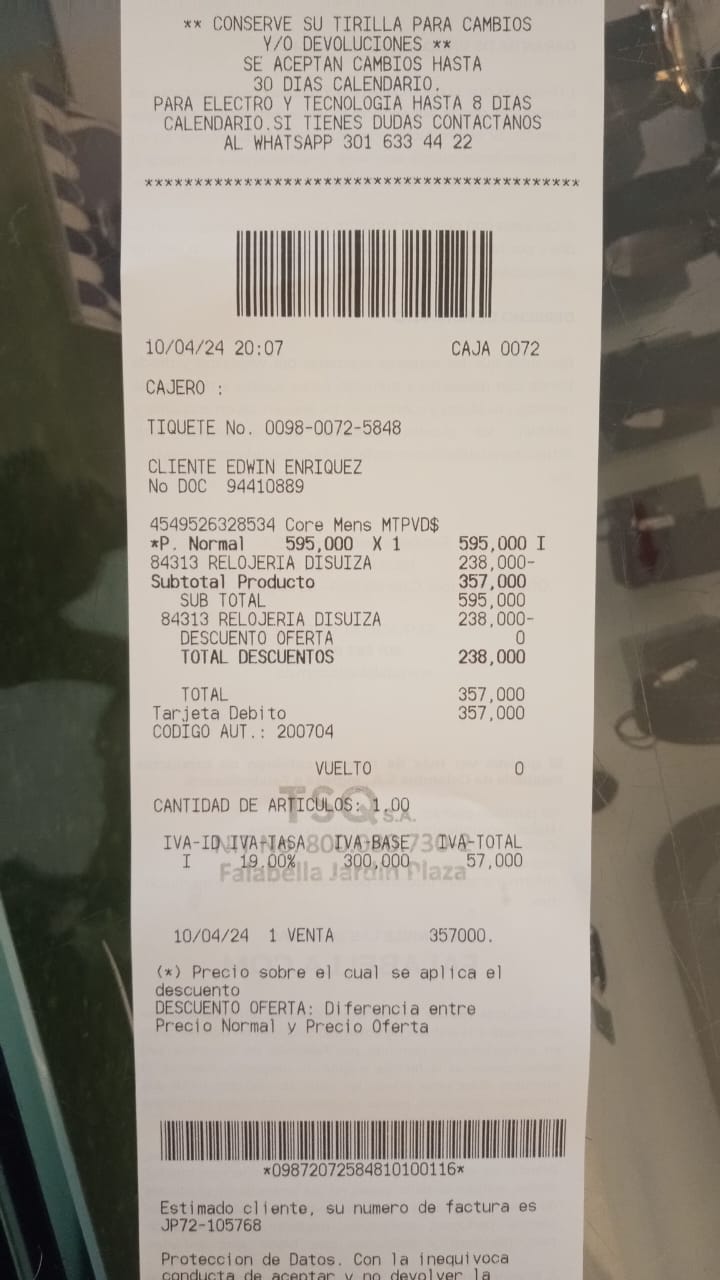 ** CONSERVE SU TIRILLA PARA CAMBIOS
Y/O DEVOLUCIONES **
SE ACEPTAN CAMBIOS HASTA
30 DIAS CALENDARIO.
PARA ELECTRO Y TECNOLOGIA HASTA 8 DIAS
CALENDARIO.SI TIENES DUDAS CONTACTANOS
AL WHATSAPP 301 633 44 22
********************************************
10/04/24 20:07 CAJA 0072
CAJERO :
TIQUETE No. 0098-0072-5848
CLIENTE EDWIN ENRIQUEZ
No DOC 94410889
4549526328534 Core Mens MTPVD$
*P. Normal 595,000 X 1 595,000 I
84313 RELOJERIA DISUIZA 238,000-
Subtotal Producto 357,000
SUB TOTAL 595,000
84313 RELOJERIA DISUIZA 238,000-
DESCUENTO OFERTA 0
TOTAL DESCUENTOS 238,000
TOTAL 357,000
Tarjeta Debito 357,000
CODIGO AUT.: 200704
VUELTO 0
TSQ S.A.
CANTIDAD DE ARTICULOS: 1.00
IVA-ID IVA-TASA IVA-BASE IVA-TOTAL
I 19.00% 300,000 57,000
Falabella Jardin Plaza
10/04/24 1 VENTA 357000.
(*) Precio sobre el cual se aplica el
descuento
DESCUENTO OFERTA: Diferencia entre
Precio Normal y Precio Oferta
*09872072584810100116*
Estimado cliente, su numero de factura es
JP72-105768
Proteccion de Datos. Con la inequivoca
conducta de aceptar y no devolver la